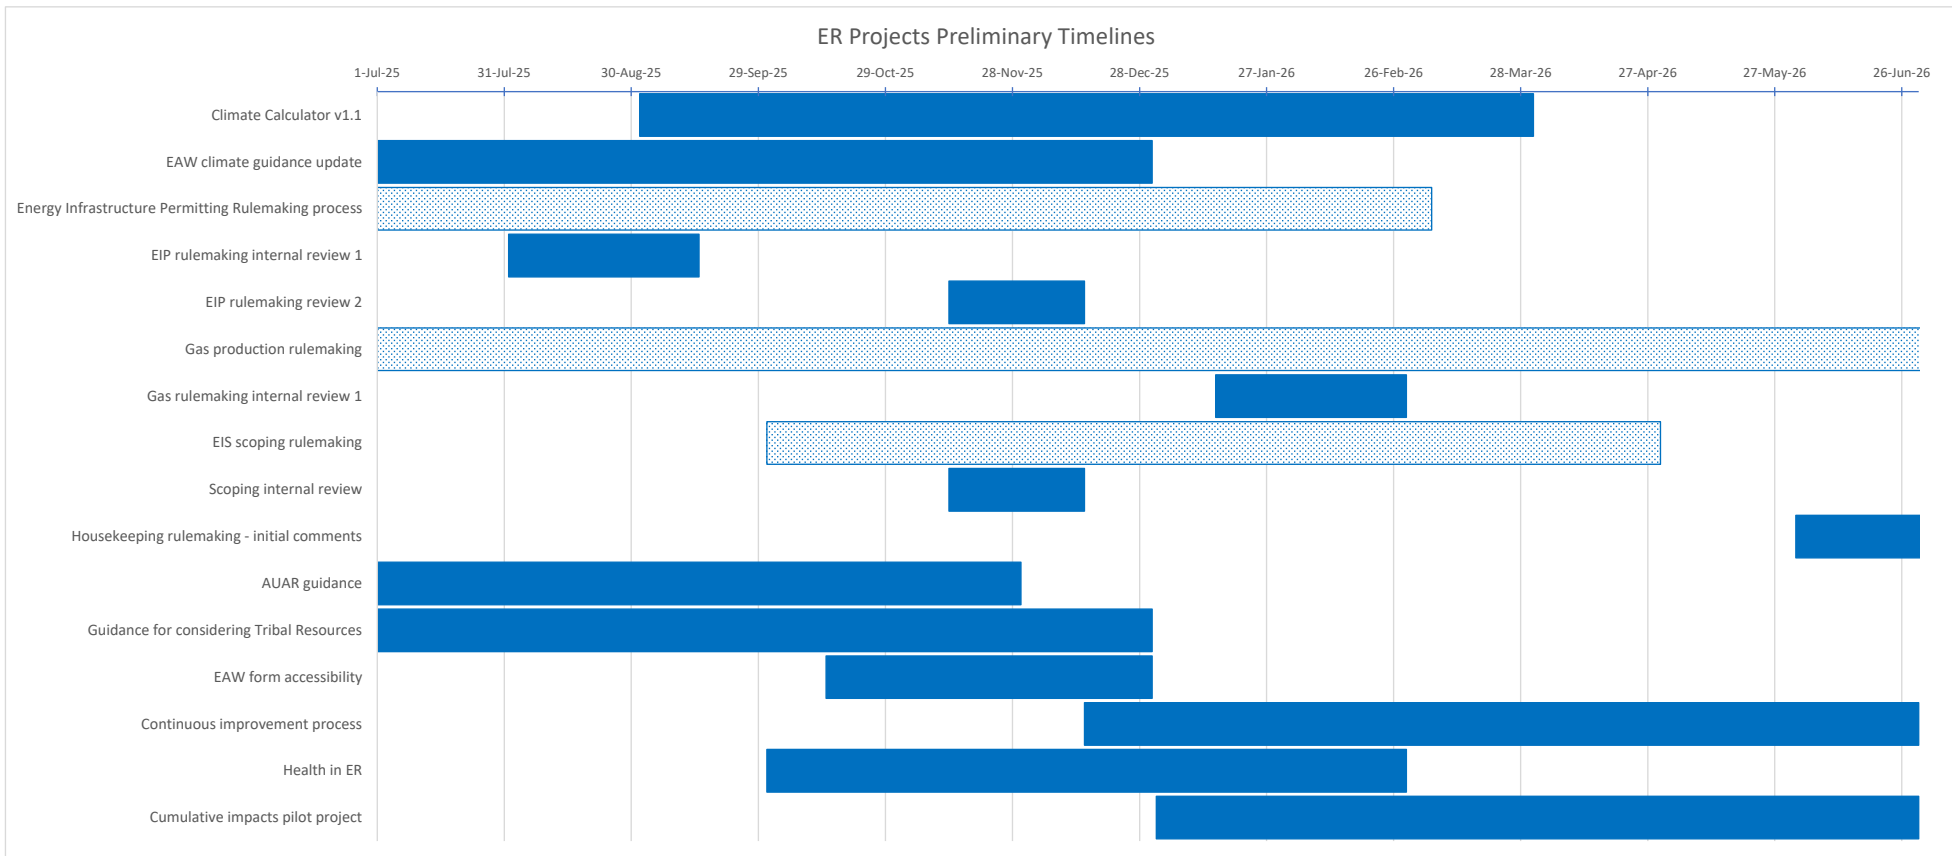 ER Projects Preliminary Timelines
1-Jul-25 31-Jul-25 30-Aug-25 29-Sep-25 29-Oct-25 28-Nov-25 28-Dec-25 27-Jan-26 26-Feb-26 28-Mar-26 27-Apr-26 27-May-26 26-Jun-26
Climate Calculator v1.1
EAW climate guidance update
Energy Infrastructure Permitting Rulemaking process
EIP rulemaking internal review 1
EIP rulemaking review 2
Gas production rulemaking
Gas rulemaking internal review 1
EIS scoping rulemaking
Scoping internal review
Housekeeping rulemaking - initial comments
AUAR guidance
Guidance for considering Tribal Resources
EAW form accessibility
Continuous improvement process
Health in ER
Cumulative impacts pilot project